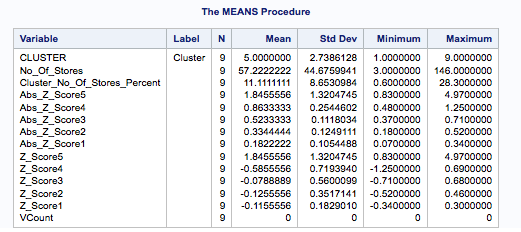 The MEANS Procedure
Variable Label N Mean Std Dev Minimum Maximum
CLUSTER Cluster 9 5.0000000 2.7386128 1.0000000 9.0000000
No_Of_Stores 9 57.2222222 44.6759941 3.0000000 146.0000000
Cluster_No_Of_Stores_Percent 9 11.1111111 8.6530984 0.6000000 28.3000000
Abs_Z_Score5 9 1.8455556 1.3204745 0.8300000 4.9700000
Abs_Z_Score4 9 0.8633333 0.2544602 0.4800000 1.2500000
Abs_Z_Score3 9 0.5233333 0.1118034 0.3700000 0.7100000
Abs_Z_Score2 9 0.3344444 0.1249111 0.1800000 0.5200000
Abs_Z_Score1 9 0.1822222 0.1054488 0.0700000 0.3400000
Z_Score5 9 1.8455556 1.3204745 0.8300000 4.9700000
Z_Score4 9 -0.5855556 0.7193940 -1.2500000 0.6900000
Z_Score3 9 -0.0788889 0.5600099 -0.7100000 0.6800000
Z_Score2 9 -0.1255556 0.3517141 -0.5200000 0.4600000
Z_Score1 9 -0.1155556 0.1829010 -0.3400000 0.3000000
VCount 9 0 0 0 0